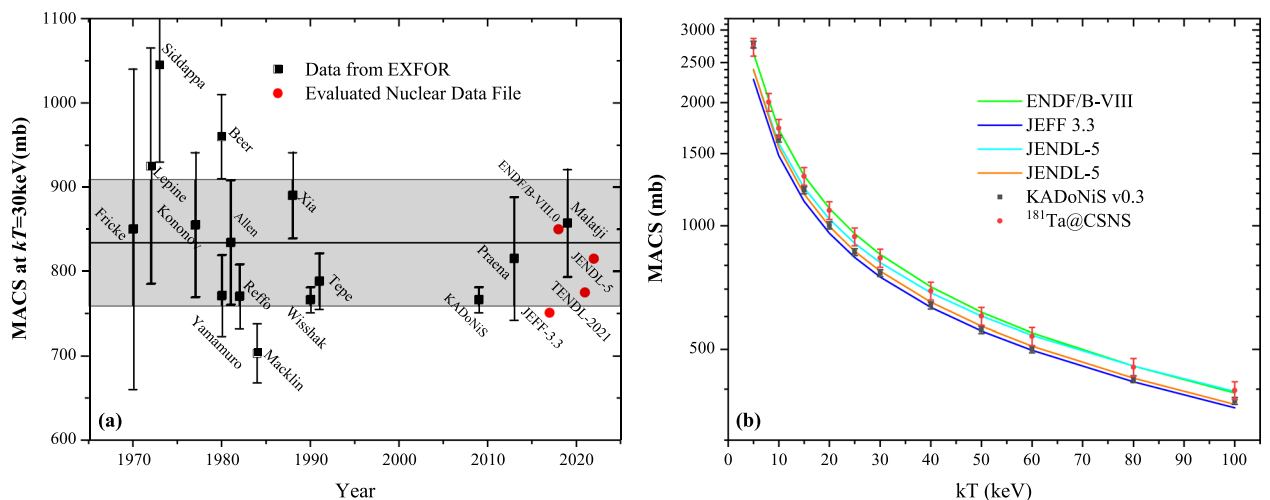 MACS at kT=30keV(mb)
1100
1000
900
800
700
600
1970
1980
1990
2000
2010
2020
Year
(a)
Data from EXFOR
Evaluated Nuclear Data File
Fricke
Lepine
Siddappa
Kononov
Yamamuro
Beer
Allen
Reffo
Macklin
Xia
Wisshak
Tepe
KADoNiS
Praena
JEFF-3.3
ENDF/B-VIII.0
Malatji
TENDL-2021
JENDL-5
MACS (mb)
3000
2500
2000
1500
1000
500
0
10
20
30
40
50
60
70
80
90
100
kT (keV)
(b)
ENDF/B-VIII
JEFF 3.3
JENDL-5
JENDL-5
KADoNiS v0.3
¹⁸¹Ta@CSNS